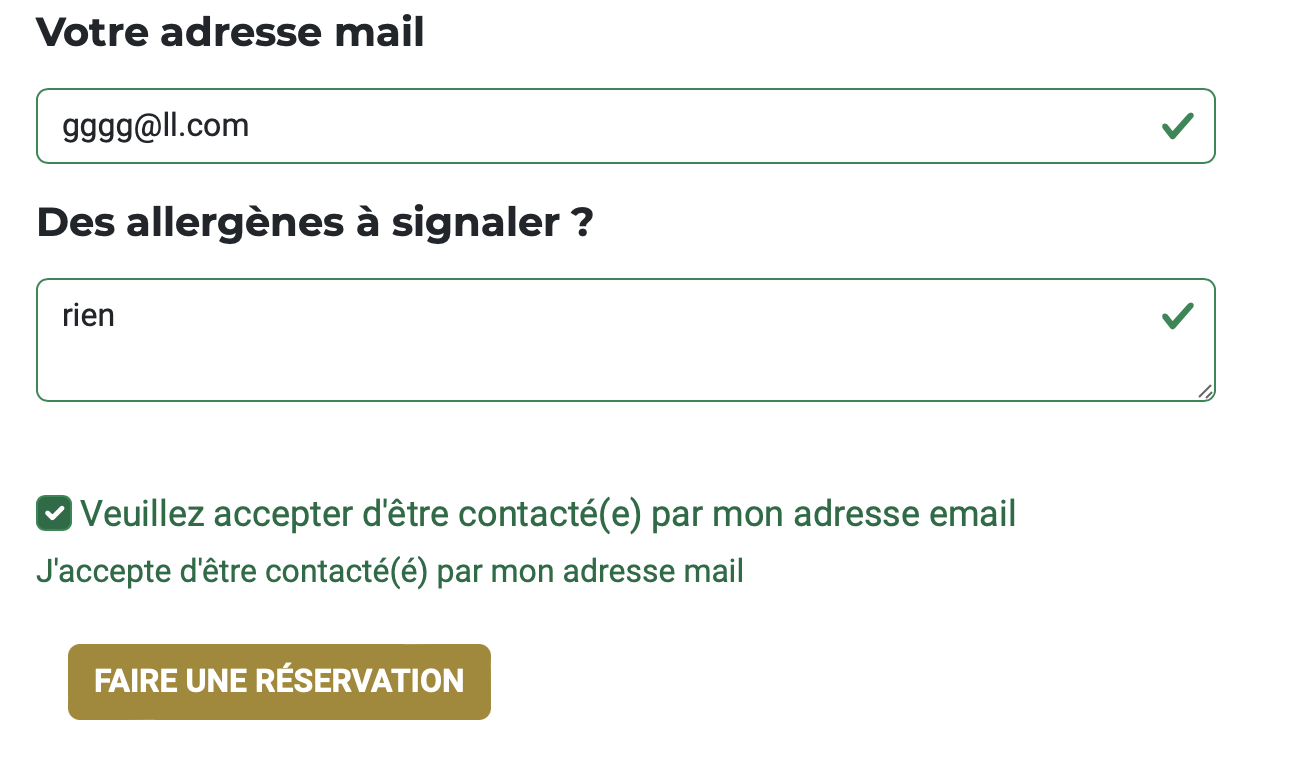 Votre adresse mail
gggg@ll.com
Des allergènes à signaler ?
rien
Veuillez accepter d'être contacté(e) par mon adresse email
J'accepte d'être contacté(é) par mon adresse mail
FAIRE UNE RÉSERVATION